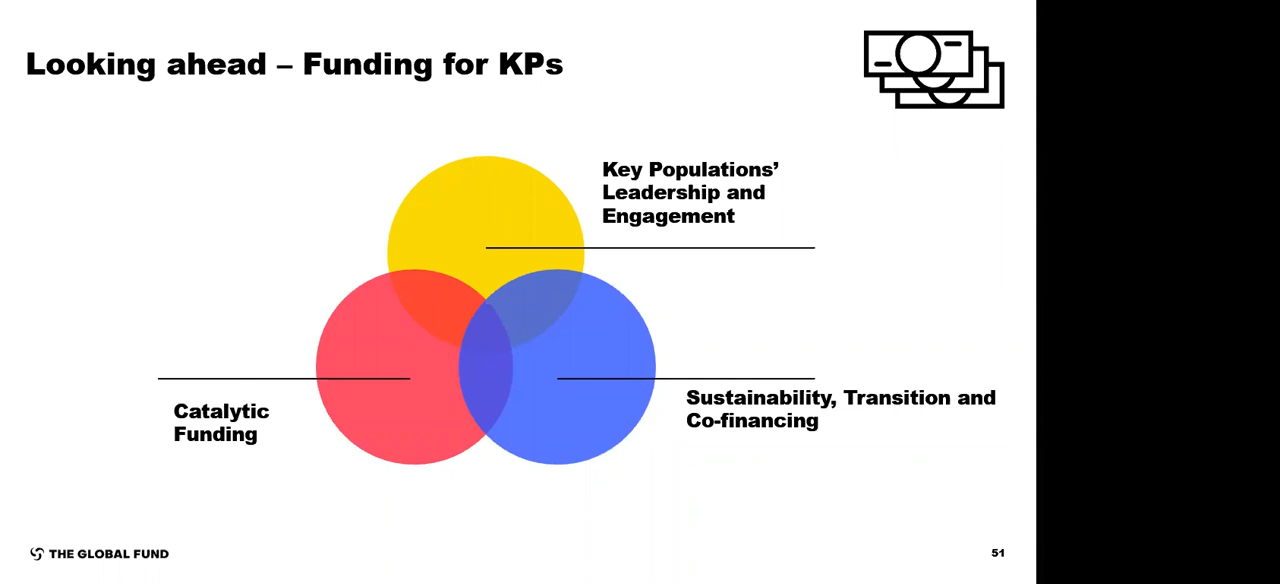 Looking ahead – Funding for KPs
Key Populations’
Leadership and
Engagement
Catalytic
Funding
Sustainability, Transition and
Co-financing
THE GLOBAL FUND
51